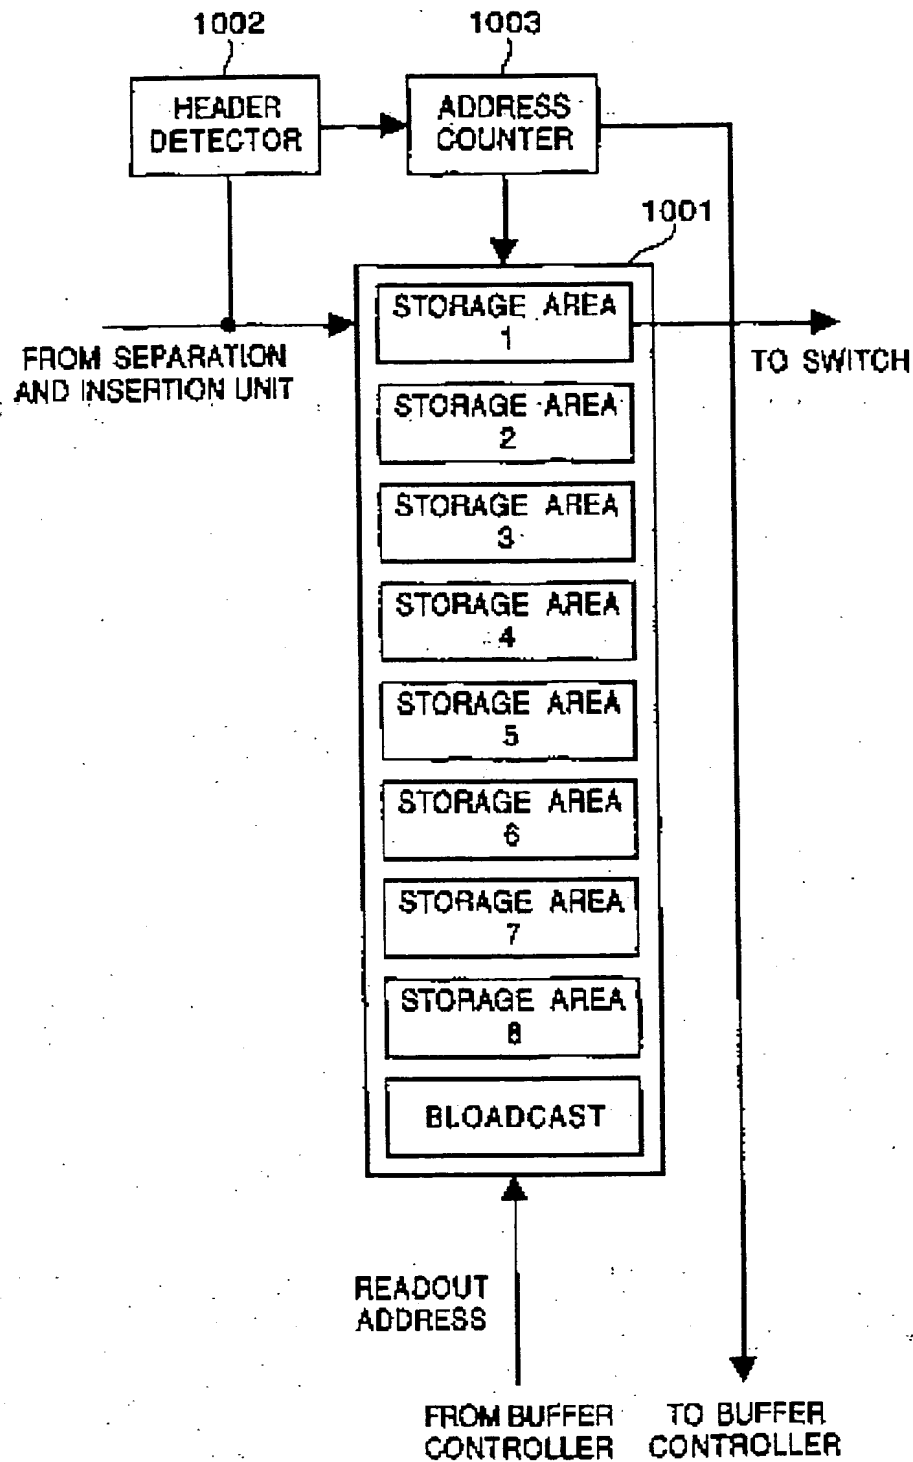 1002
1003
HEADER
DETECTOR
ADDRESS
COUNTER
1001
STORAGE AREA
1
FROM SEPARATION
AND INSERTION UNIT
TO SWITCH
STORAGE AREA
2
STORAGE AREA
3
STORAGE AREA
4
STORAGE AREA
5
STORAGE AREA
6
STORAGE AREA
7
STORAGE AREA
8
BLOADCAST
READOUT
ADDRESS
FROM BUFFER
CONTROLLER
TO BUFFER
CONTROLLER